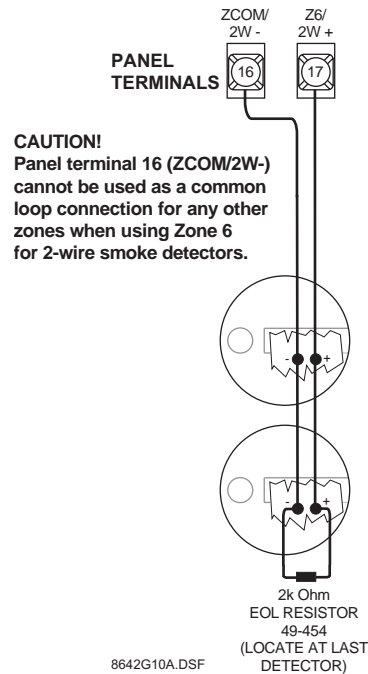 ZCOM/ Z6/
2W - 2W +
PANEL
TERMINALS
16 17
CAUTION!
Panel terminal 16 (ZCOM/2W-)
cannot be used as a common
loop connection for any other
zones when using Zone 6
for 2-wire smoke detectors.
- +
- +
2k Ohm
EOL RESISTOR
49-454
(LOCATE AT LAST
DETECTOR)
8642G10A.DSF